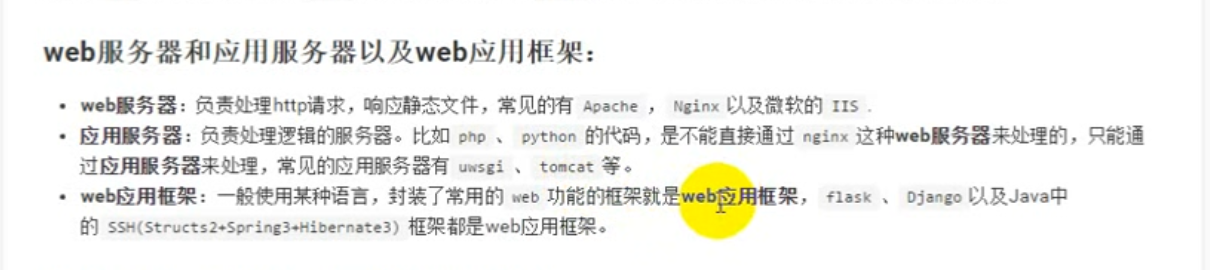 web服务器和应用服务器以及web应用框架：
• web服务器：负责处理http请求，响应静态文件，常见的有 Apache ， Nginx 以及微软的 IIS .
• 应用服务器：负责处理逻辑的服务器。比如 php 、 python 的代码，是不能直接通过 nginx 这种web服务器来处理的，只能通
过应用服务器来处理，常见的应用服务器有 uwsgi 、 tomcat 等。
• web应用框架：一般使用某种语言，封装了常用的 web 功能的框架就是web应用框架， flask 、 Django 以及Java中
的 SSH(Structs2+Spring3+Hibernate3) 框架都是web应用框架。